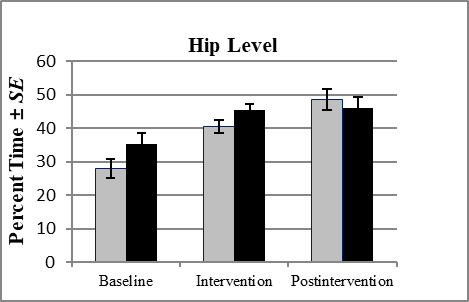 Hip Level
Percent Time ± SE
60
50
40
30
20
10
0
Baseline
Intervention
Postintervention